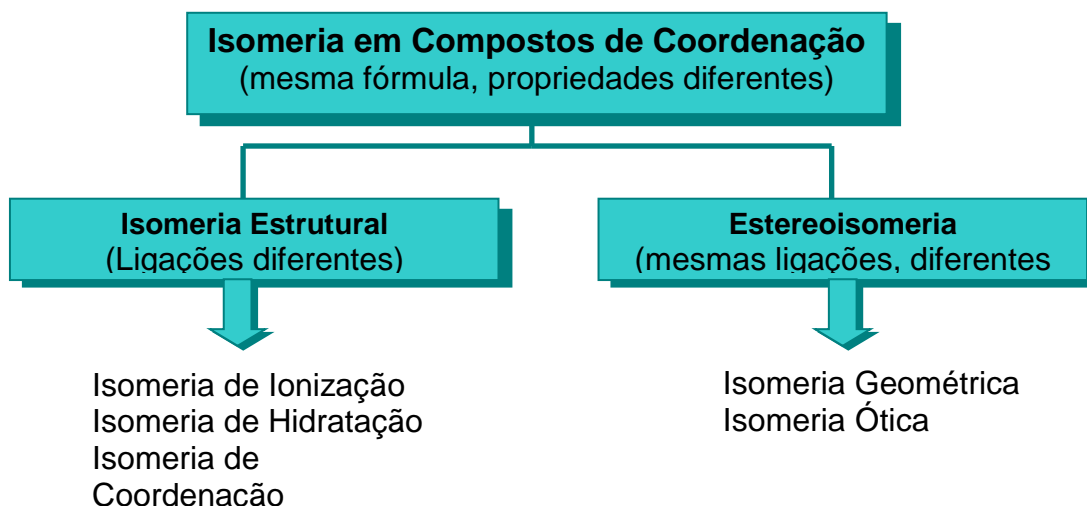 Isomeria em Compostos de Coordenação
(mesma fórmula, propriedades diferentes)
Isomeria Estrutural
(Ligações diferentes)
Estereoisomeria
(mesmas ligações, diferentes
Isomeria de Ionização
Isomeria de Hidratação
Isomeria de
Coordenação
Isomeria Geométrica
Isomeria Ótica